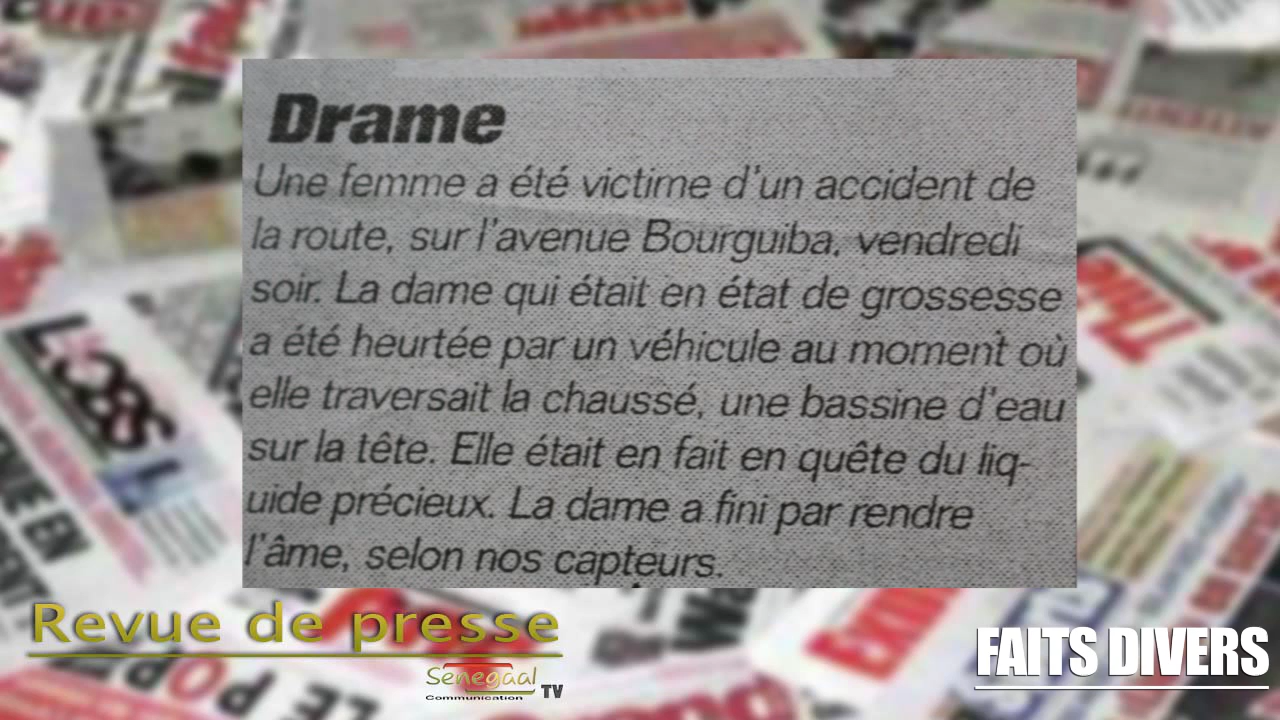 Drame
Une femme a été victime d'un accident de
la route, sur l'avenue Bourguiba, vendredi
soir. La dame qui était en état de grossesse
a été heurtée par un véhicule au moment où
elle traversait la chaussé, une bassine d'eau
sur la tête. Elle était en fait en quête du liq-
uide précieux. La dame a fini par rendre
l'âme, selon nos capteurs.
Revue de presse
Senegaal TV
Communication
FAITS DIVERS